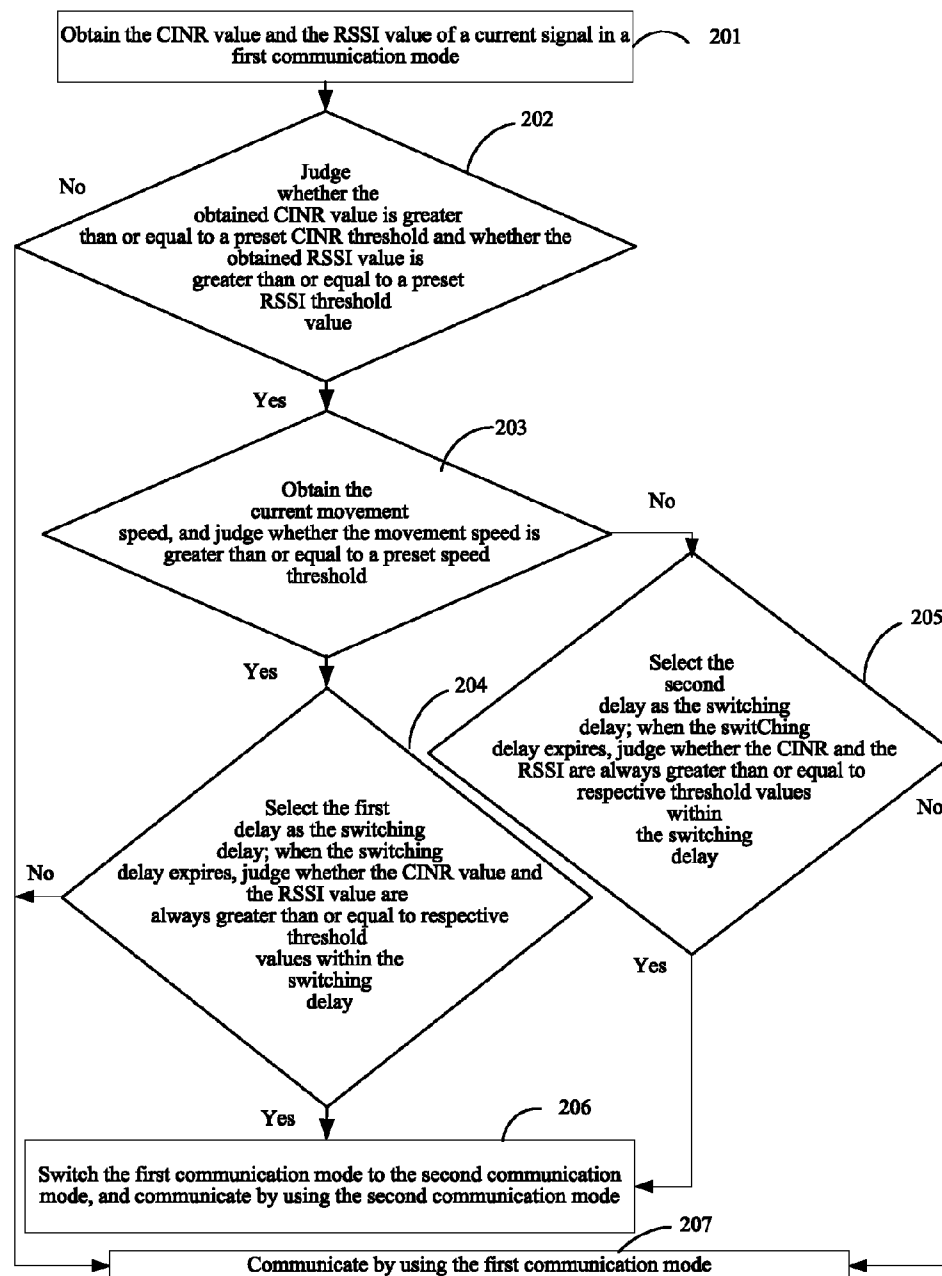 Obtain the CINR value and the RSSI value of a current signal in a
first communication mode
201
202
No
Judge
whether the
obtained CINR value is greater
than or equal to a preset CINR threshold and whether the
obtained RSSI value is
greater than or equal to a preset
RSSI threshold
value
Yes
203
Obtain the
current movement
speed, and judge whether the movement speed is
greater than or equal to a preset speed
threshold
No
Yes
204
205
Select the
second
delay as the switching
delay; when the switChing
delay expires, judge whether the CINR and the
RSSI are always greater than or equal to
respective threshold values
within
the switching
delay
No
Select the first
delay as the switching
delay; when the switching
delay expires, judge whether the CINR value and
the RSSI value are
always greater than or equal to respective
threshold
values within the
switching
delay
No
Yes
Yes
206
Switch the first communication mode to the second communication
mode, and communicate by using the second communication mode
207
Communicate by using the first communication mode